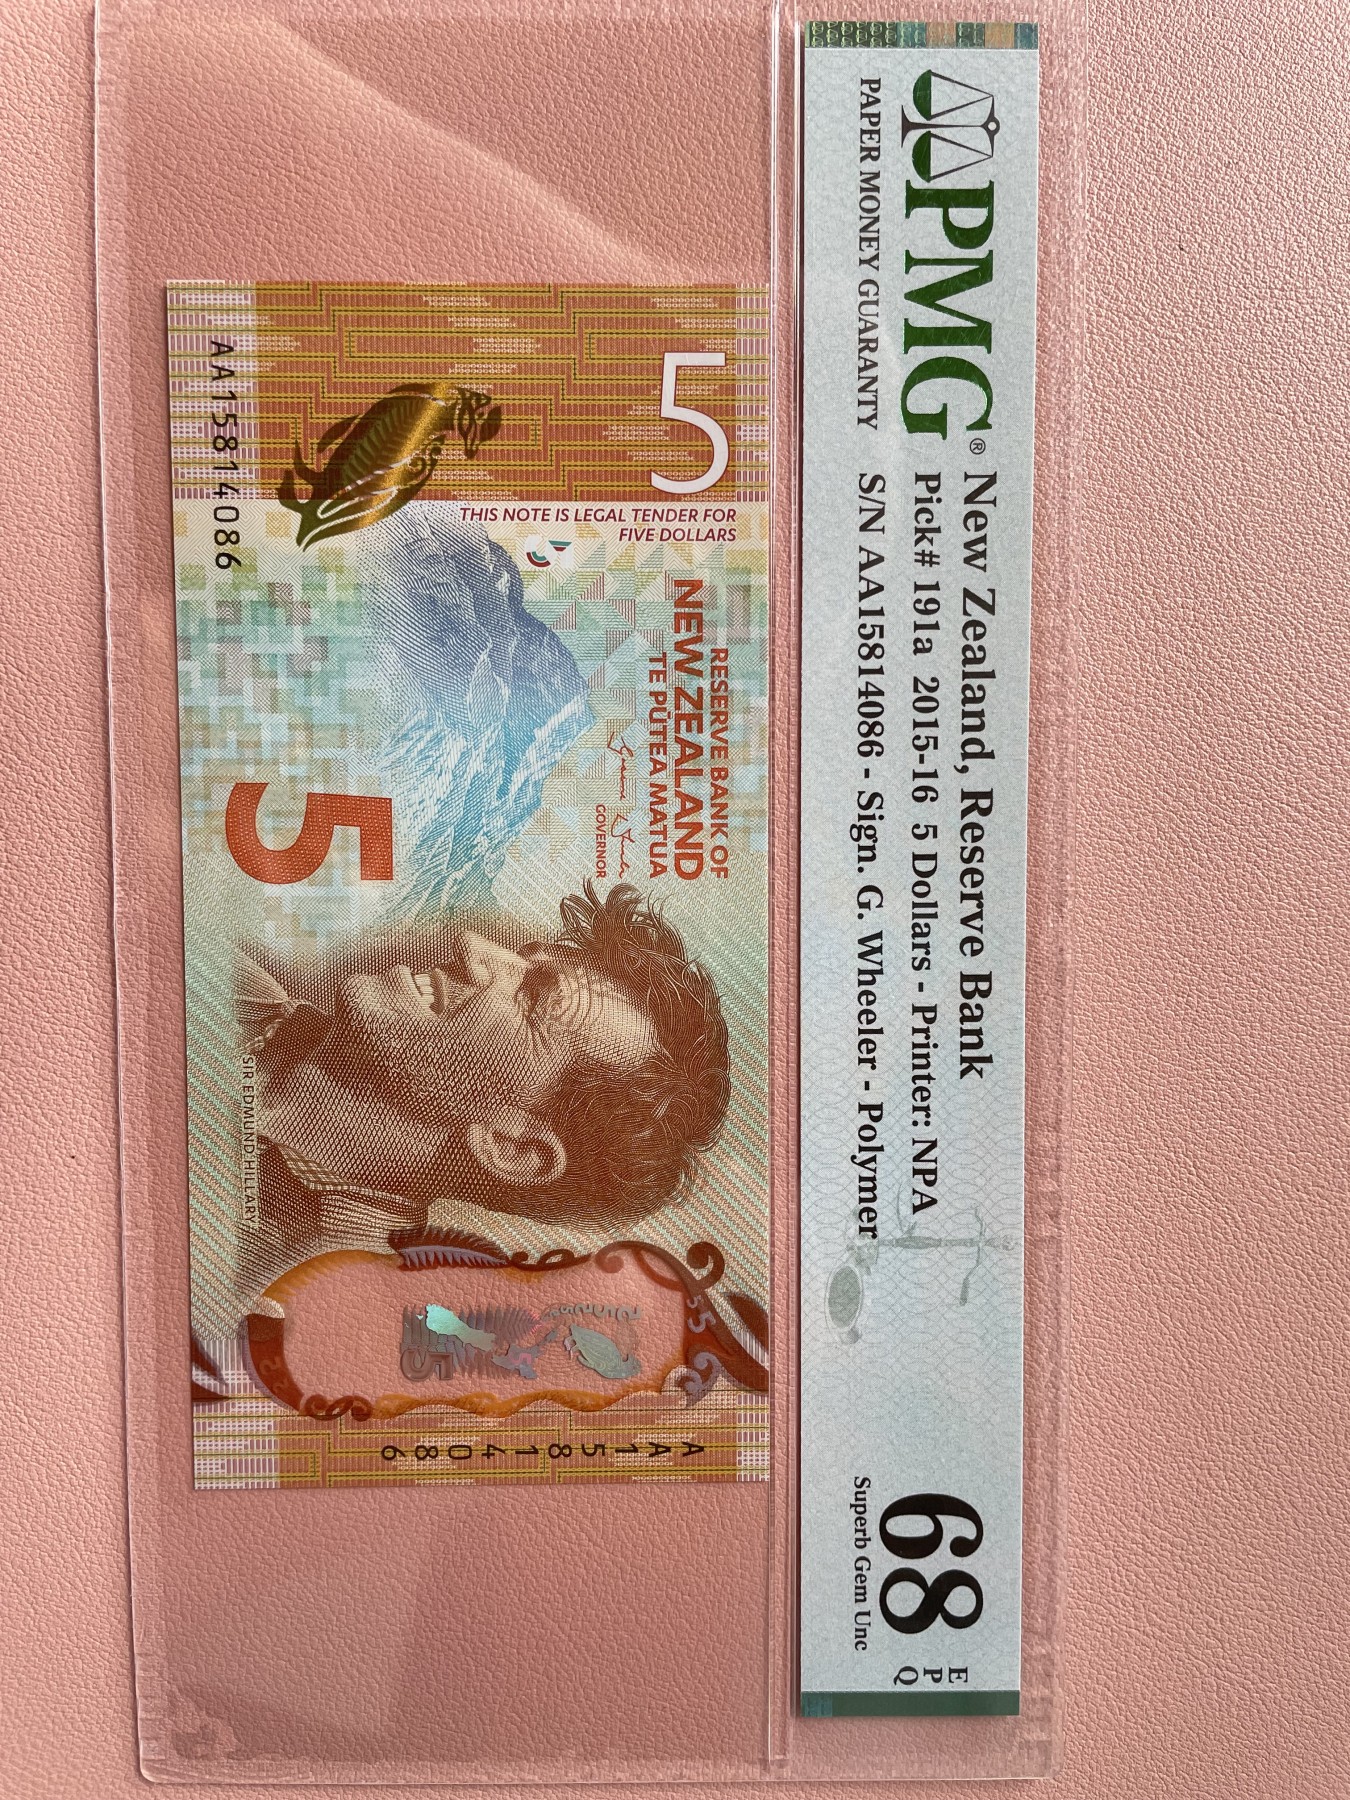 PMG®
PAPER MONEY GUARANTY
New Zealand, Reserve Bank
Pick# 191a 2015-16 5 Dollars - Printer: NPA
S/N AA15814086 - Sign. G. Wheeler - Polymer
68
EPQ
Superb Gem Unc
5
THIS NOTE IS LEGAL TENDER FOR
FIVE DOLLARS
RESERVE BANK OF
NEW ZEALAND
TE PŪTEA MATUA
GOVERNOR
AA15814086
5
SIR EDMUND HILLARY
5
55
AA15814086